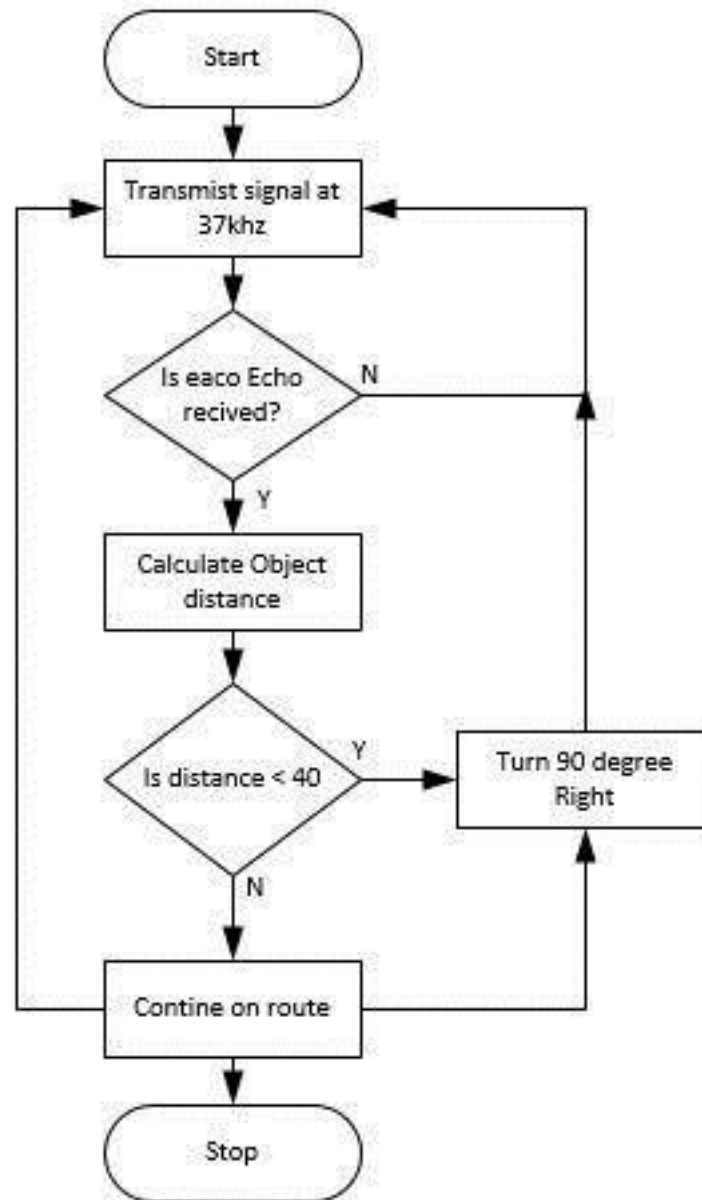 Start
Transmist signal at
37khz
Is eaco Echo
recived?
N
Y
Calculate Object
distance
Is distance < 40
Y
Turn 90 degree
Right
N
Contine on route
Stop